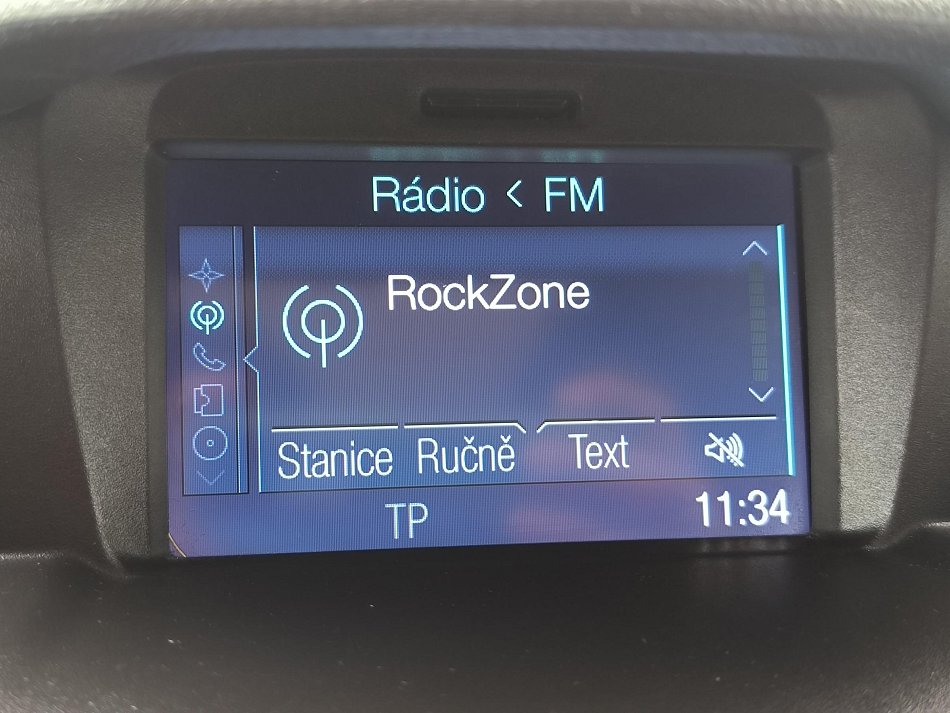 Rádio < FM
RockZone
Stanice Ručně Text
TP 11:34